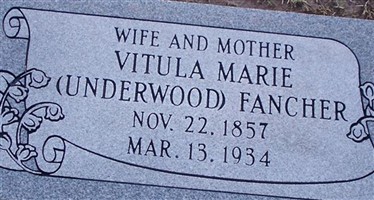 WIFE AND MOTHER
VITULA MARIE
(UNDERWOOD) FANCHER
NOV. 22. 1857
MAR. 13. 1934